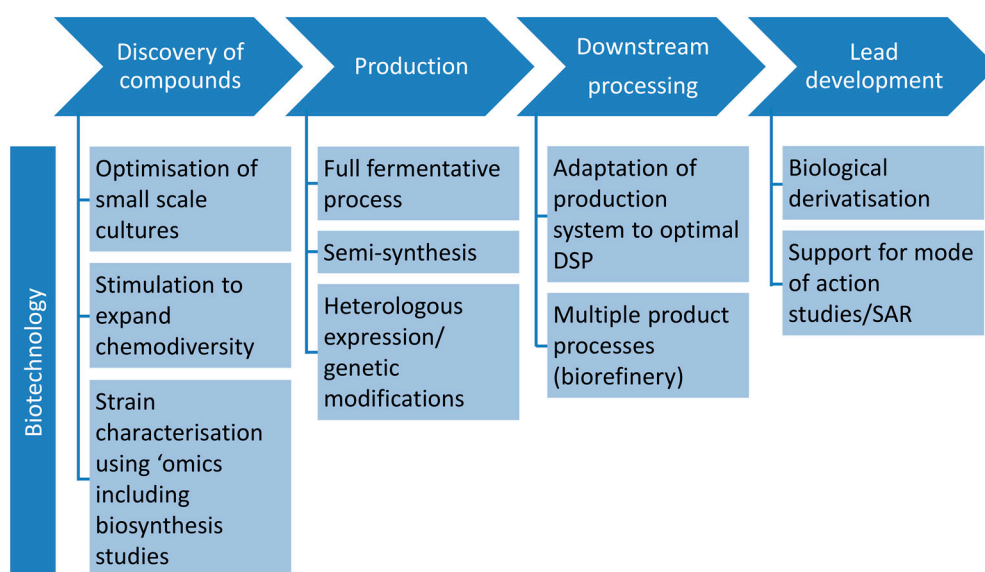 Discovery of
compounds
Production
Downstream
processing
Lead
development
Biotechnology
Optimisation of
small scale
cultures
Stimulation to
expand
chemodiversity
Strain
characterisation
using ‘omics
including
biosynthesis
studies
Full fermentative
process
Semi-synthesis
Heterologous
expression/
genetic
modifications
Adaptation of
production
system to optimal
DSP
Multiple product
processes
(biorefinery)
Biological
derivatisation
Support for mode
of action
studies/SAR